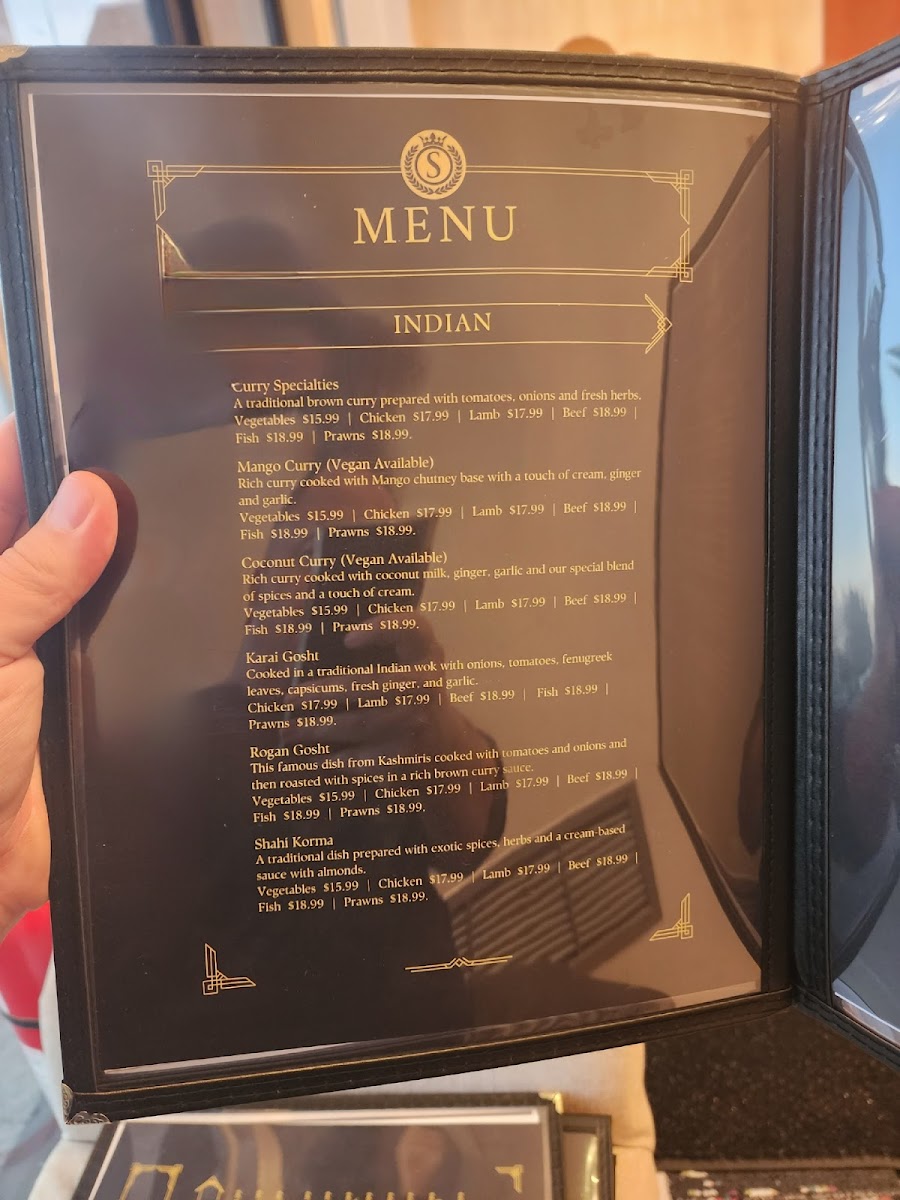 S
MENU
INDIAN
Curry Specialties
A traditional brown curry prepared with tomatoes, onions and fresh herbs.
Vegetables $15.99 | Chicken $17.99 | Lamb $17.99 | Beef $18.99 |
Fish $18.99 | Prawns $18.99.
Mango Curry (Vegan Available)
Rich curry cooked with Mango chutney base with a touch of cream, ginger
and garlic.
Vegetables $15.99 | Chicken $17.99 | Lamb $17.99 | Beef $18.99 |
Fish $18.99 | Prawns $18.99.
Coconut Curry (Vegan Available)
Rich curry cooked with coconut milk, ginger, garlic and our special blend
of spices and a touch of cream.
Vegetables $15.99 | Chicken $17.99 | Lamb $17.99 | Beef $18.99 |
Fish $18.99 | Prawns $18.99.
Karai Gosht
Cooked in a traditional Indian wok with onions, tomatoes, fenugreek
leaves, capsicums, fresh ginger, and garlic.
Chicken $17.99 | Lamb $17.99 | Beef $18.99 | Fish $18.99 |
Prawns $18.99.
Rogan Gosht
This famous dish from Kashmiris cooked with tomatoes and onions and
then roasted with spices in a rich brown curry sauce.
Vegetables $15.99 | Chicken $17.99 | Lamb $17.99 | Beef $18.99 |
Fish $18.99 | Prawns $18.99.
Shahi Korma
A traditional dish prepared with exotic spices, herbs and a cream-based
sauce with almonds.
Vegetables $15.99 | Chicken $17.99 | Lamb $17.99 | Beef $18.99 |
Fish $18.99 | Prawns $18.99.